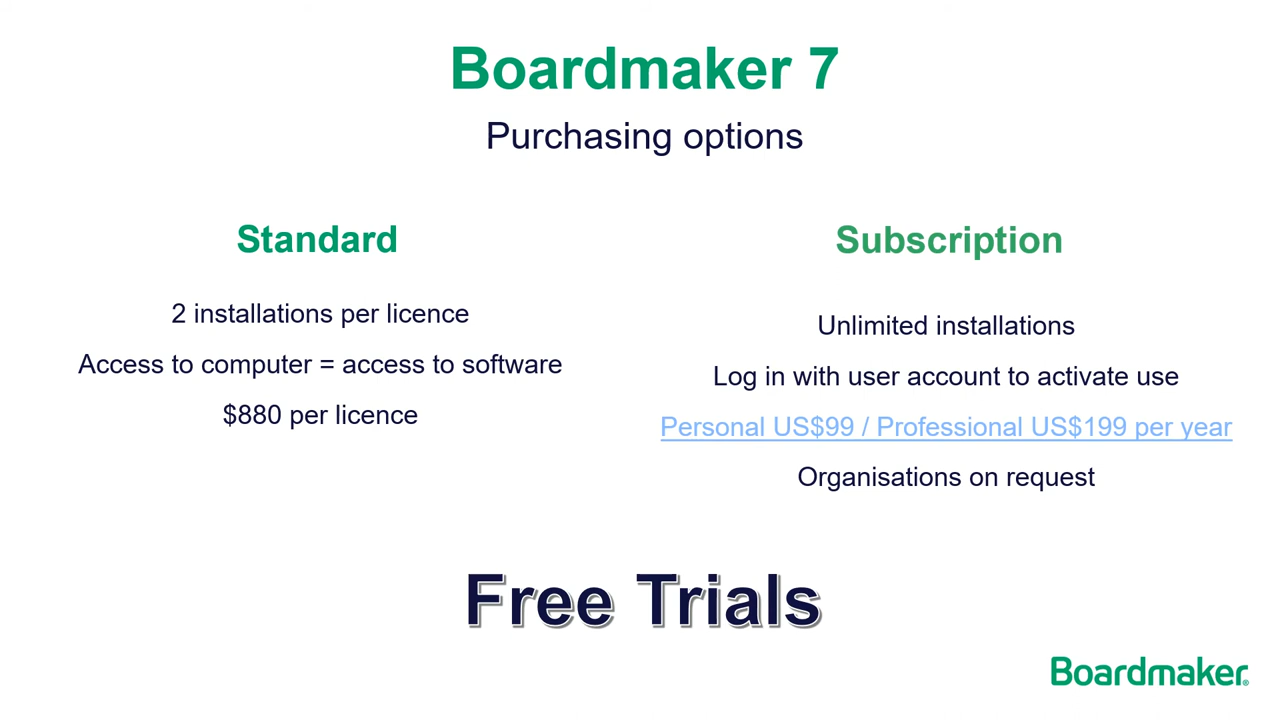 Boardmaker 7
Purchasing options
Standard
2 installations per licence
Access to computer = access to software
$880 per licence
Subscription
Unlimited installations
Log in with user account to activate use
Personal US$99 / Professional US$199 per year
Organisations on request
Free Trials
Boardmaker®